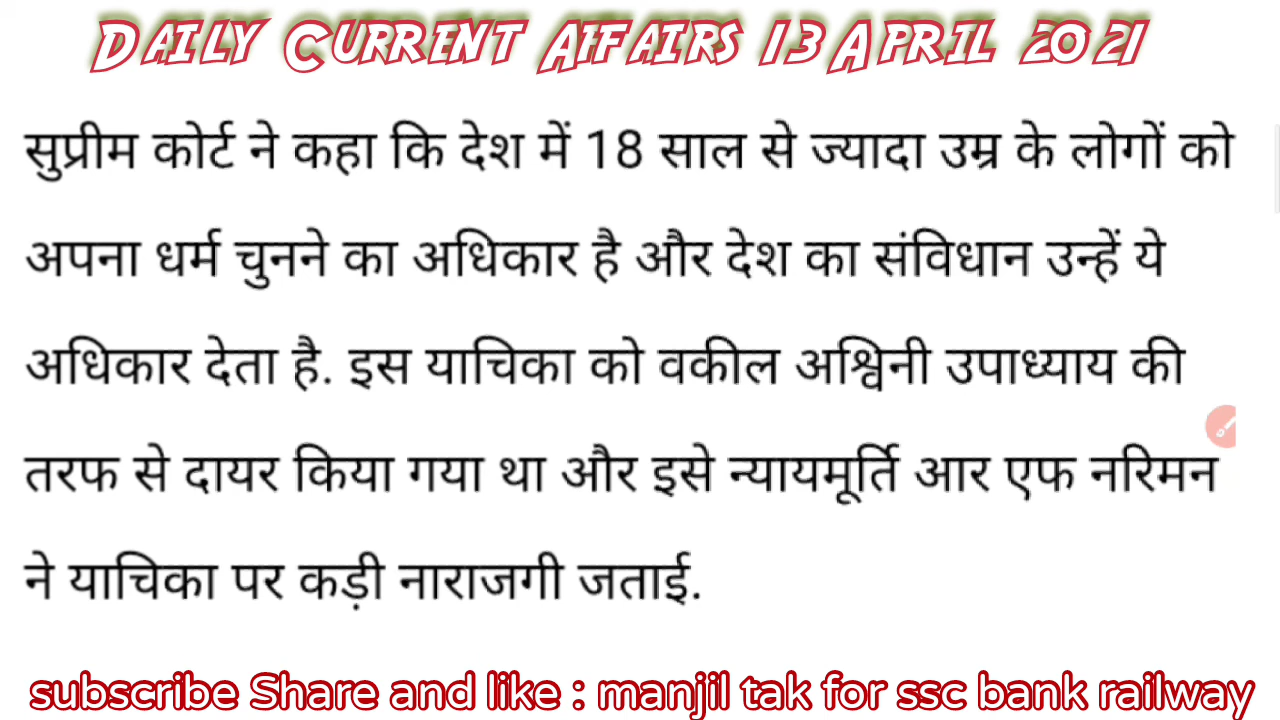 DAILY CURRENT AFFAIRS 13 APRIL 2021
सुप्रीम कोर्ट ने कहा कि देश में 18 साल से ज्यादा उम्र के लोगों को
अपना धर्म चुनने का अधिकार है और देश का संविधान उन्हें ये
अधिकार देता है. इस याचिका को वकील अश्विनी उपाध्याय की
तरफ से दायर किया गया था और इसे न्यायमूर्ति आर एफ नरिमन
ने याचिका पर कड़ी नाराजगी जताई.
subscribe Share and like : manjil tak for ssc bank railway